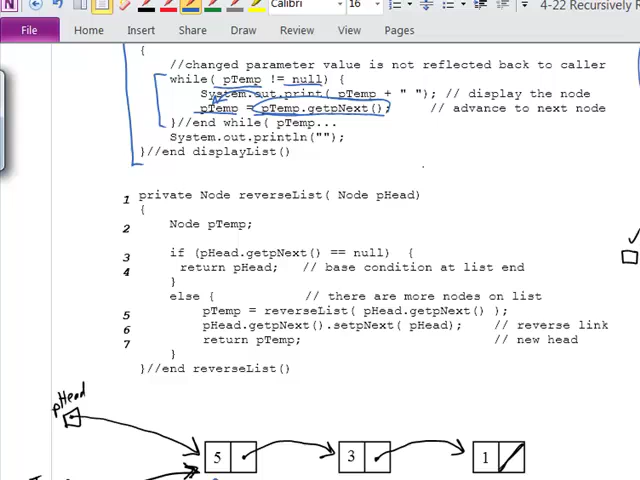 Calibri 16 4-22 Recursively R
File Home Insert Share Draw History Review View
{
//changed parameter value is not reflected back to caller
while( pTemp != null) {
System.out.print( pTemp + " "); // display the node
pTemp = pTemp.getpNext(); // advance to next node
}//end while( pTemp...
System.out.println("");
}//end displayList()
1 private Node reverseList( Node pHead)
{
2 Node pTemp;
3 if (pHead.getpNext() == null) {
4 return pHead; // base condition at list end
}
else { // there are more nodes on list
5 pTemp = reverseList( pHead.getpNext() );
6 pHead.getpNext().setpNext( pHead); // reverse link
7 return pTemp; // new head
}
}//end reverseList()
pHead
5 3 1